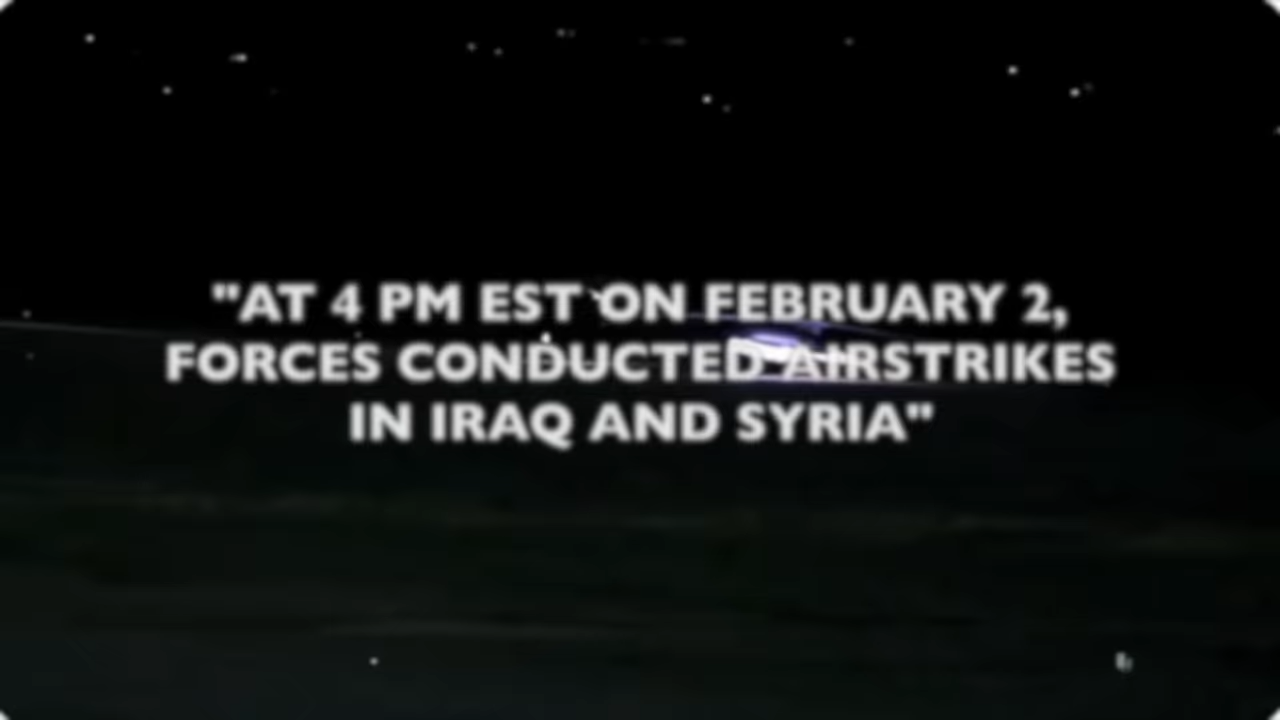 "AT 4 PM EST ON FEBRUARY 2,
FORCES CONDUCTED AIRSTRIKES
IN IRAQ AND SYRIA"